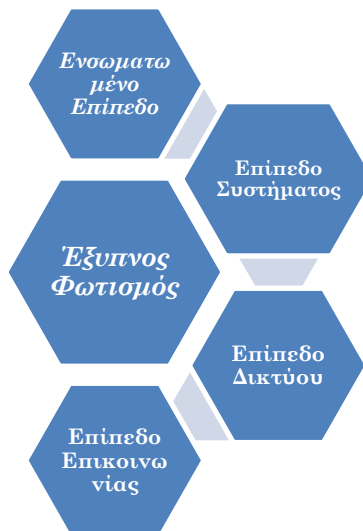 Ενσωματω
μένο
Επίπεδο
Επίπεδο
Συστήματος
Έξυπνος
Φωτισμός
Επίπεδο
Δικτύου
Επίπεδο
Επικοινω
νίας